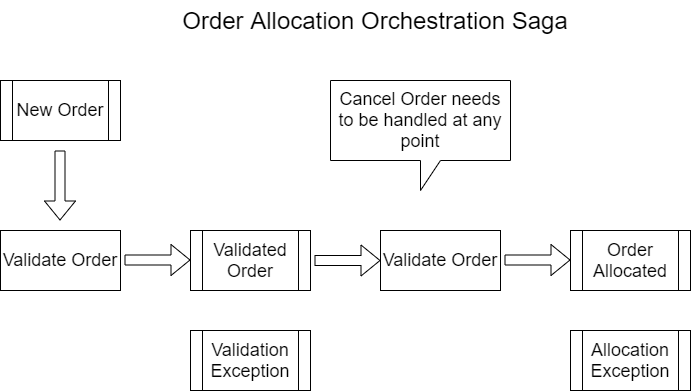 Order Allocation Orchestration Saga
New Order
Cancel Order needs
to be handled at any
point
Validate Order
Validated
Order
Validate Order
Order
Allocated
Validation
Exception
Allocation
Exception